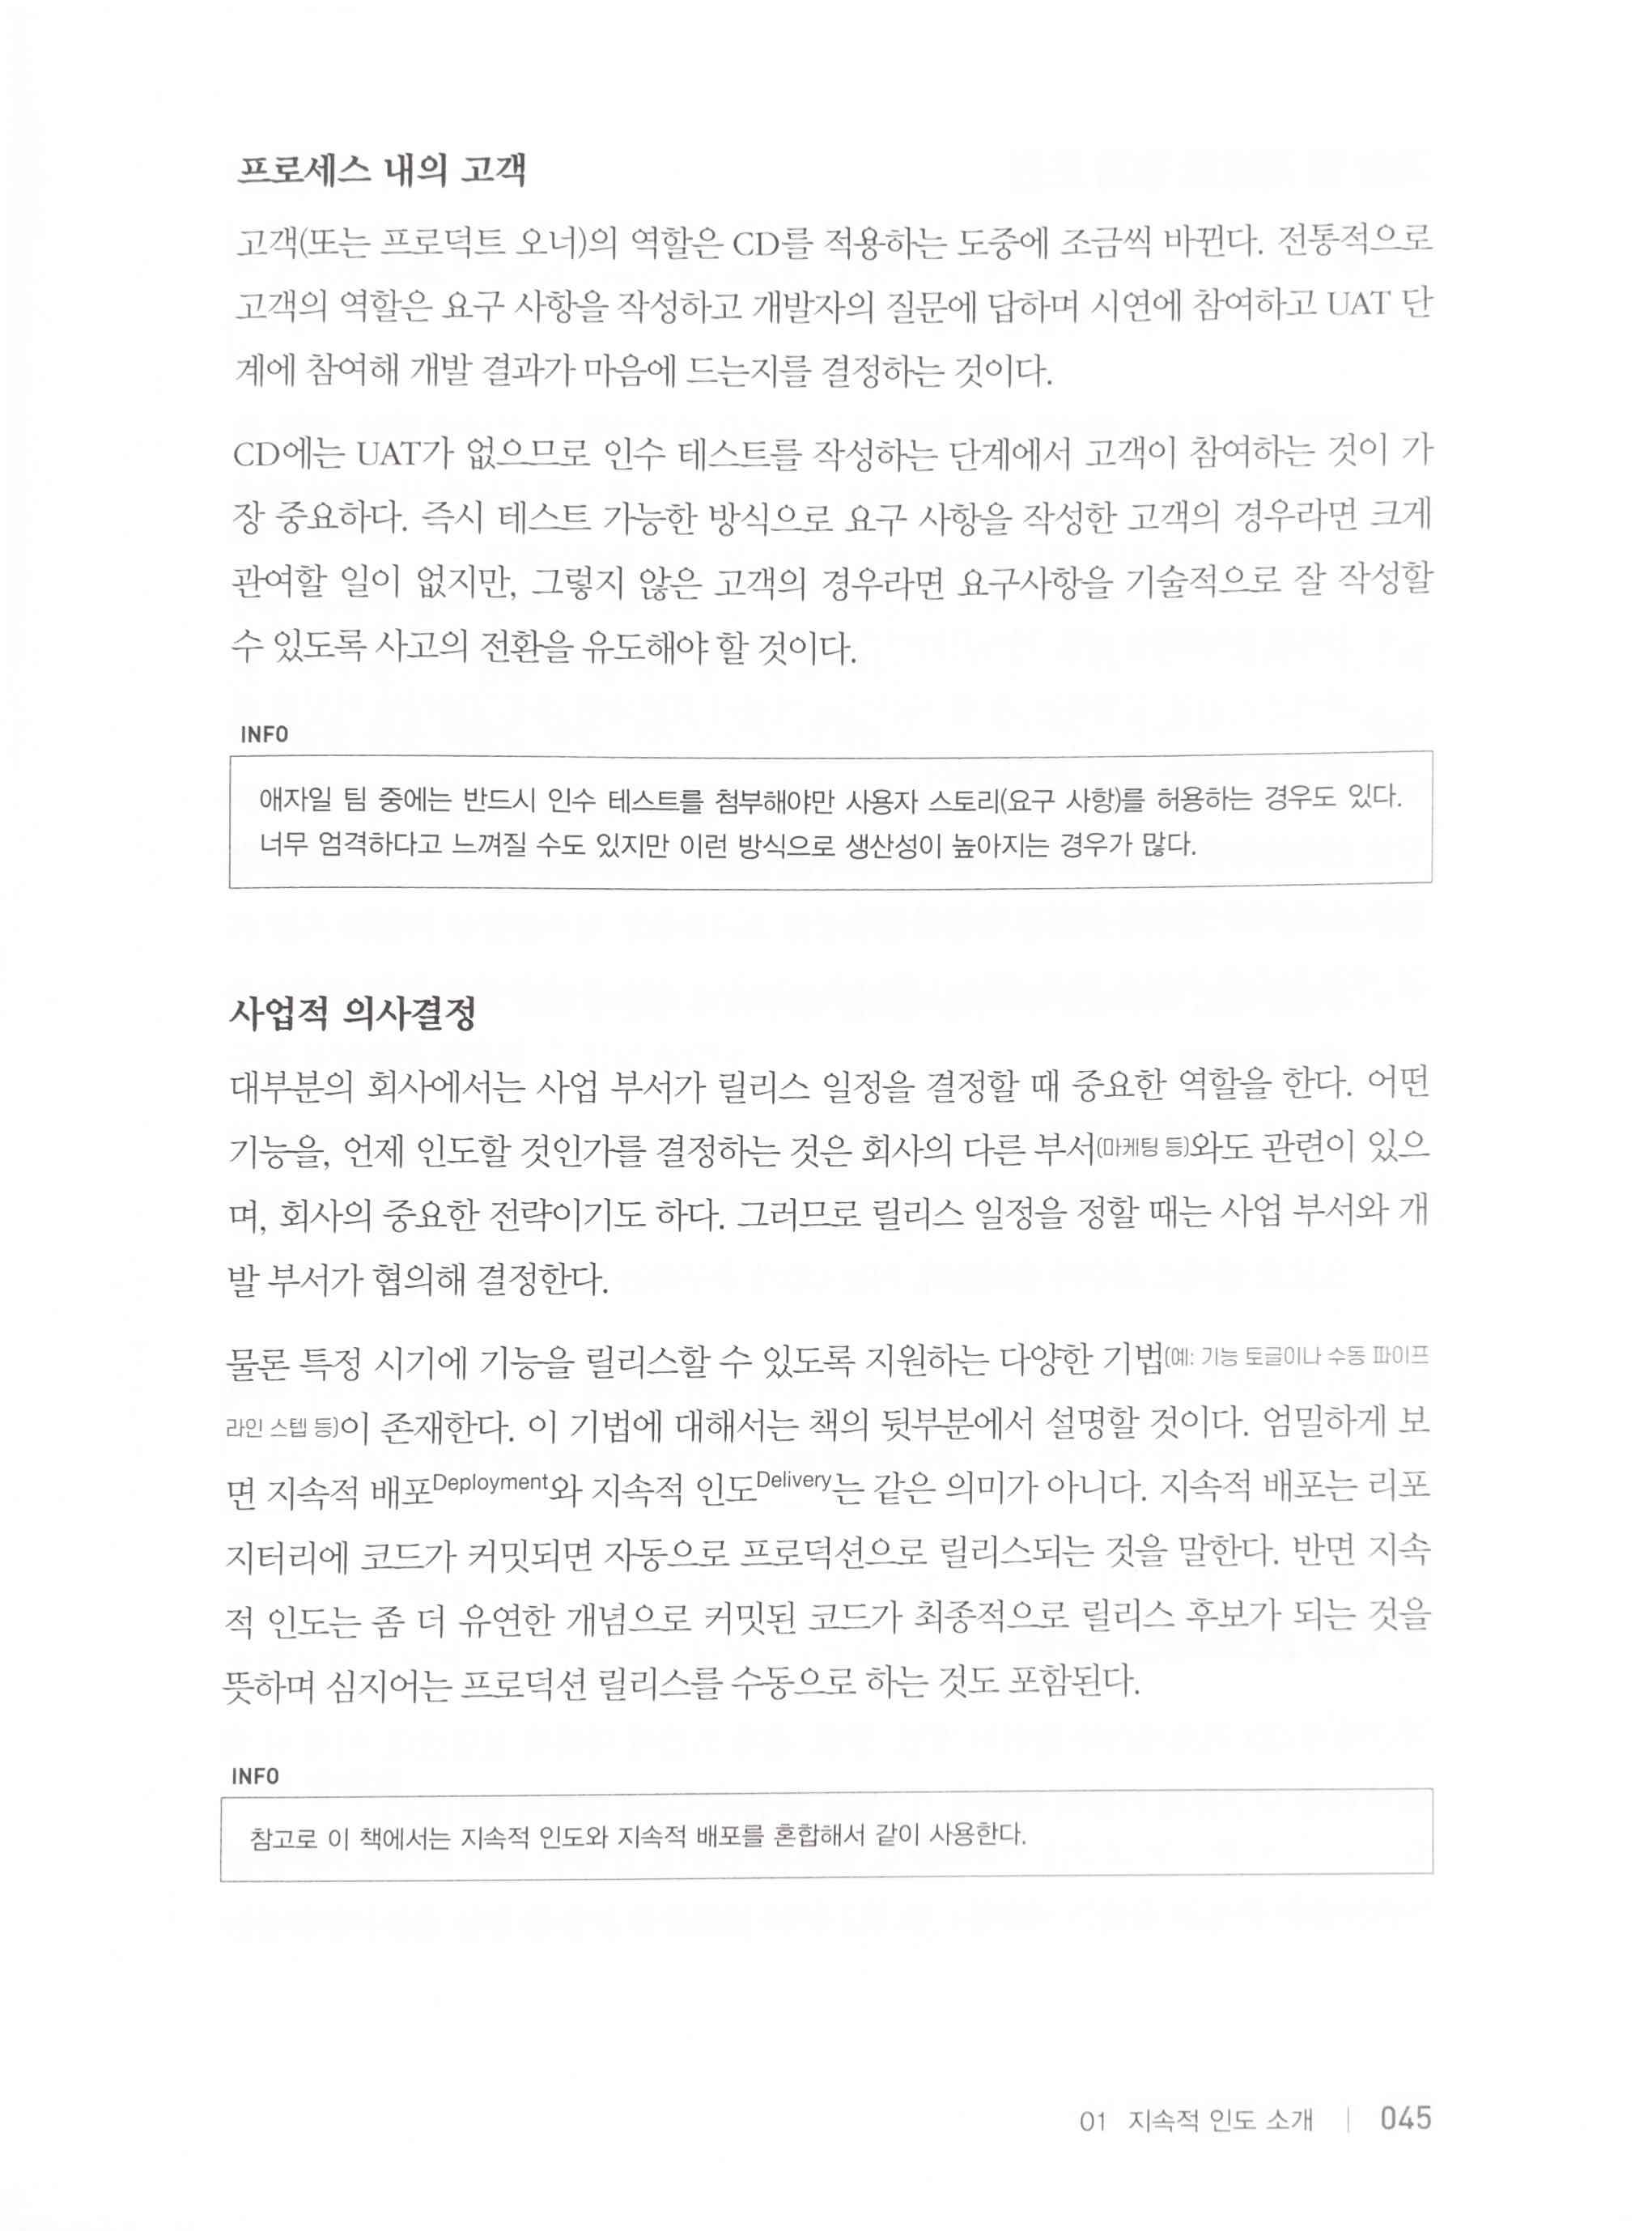 프로세스 내의 고객
고객(또는 프로덕트 오너)의 역할은 CD를 적용하는 도중에 조금씩 바뀐다. 전통적으로
고객의 역할은 요구 사항을 작성하고 개발자의 질문에 답하며 시연에 참여하고 UAT 단
계에 참여해 개발 결과가 마음에 드는지를 결정하는 것이다.
CD에는 UAT가 없으므로 인수 테스트를 작성하는 단계에서 고객이 참여하는 것이 가
장 중요하다. 즉시 테스트 가능한 방식으로 요구 사항을 작성한 고객의 경우라면 크게
관여할 일이 없지만, 그렇지 않은 고객의 경우라면 요구사항을 기술적으로 잘 작성할
수 있도록 사고의 전환을 유도해야 할 것이다.
INFO
애자일 팀 중에는 반드시 인수 테스트를 첨부해야만 사용자 스토리(요구 사항)를 허용하는 경우도 있다.
너무 엄격하다고 느껴질 수도 있지만 이런 방식으로 생산성이 높아지는 경우가 많다.
사업적 의사결정
대부분의 회사에서는 사업 부서가 릴리스 일정을 결정할 때 중요한 역할을 한다. 어떤
기능을, 언제 인도할 것인가를 결정하는 것은 회사의 다른 부서(마케팅 등)와도 관련이 있으
며, 회사의 중요한 전략이기도 하다. 그러므로 릴리스 일정을 정할 때는 사업 부서와 개
발 부서가 협의해 결정한다.
물론 특정 시기에 기능을 릴리스할 수 있도록 지원하는 다양한 기법(예: 기능 토글이나 수동 파이프
라인 스텝 등)이 존재한다. 이 기법에 대해서는 책의 뒷부분에서 설명할 것이다. 엄밀하게 보
면 지속적 배포Deployment와 지속적 인도Delivery는 같은 의미가 아니다. 지속적 배포는 리포
지터리에 코드가 커밋되면 자동으로 프로덕션으로 릴리스되는 것을 말한다. 반면 지속
적 인도는 좀 더 유연한 개념으로 커밋된 코드가 최종적으로 릴리스 후보가 되는 것을
뜻하며 심지어는 프로덕션 릴리스를 수동으로 하는 것도 포함된다.
INFO
참고로 이 책에서는 지속적 인도와 지속적 배포를 혼합해서 같이 사용한다.
01 지속적 인도 소개 | 045